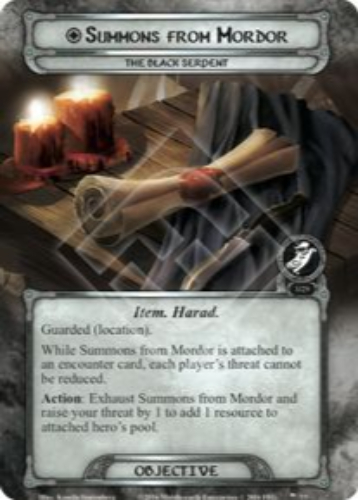 SUMMONS FROM MORDOR
THE BLACK SERPENT
Item. Harad.
Guarded (location).
While Summons from Mordor is attached to
an encounter card, each player's threat cannot
be reduced.
Action: Exhaust Summons from Mordor and
raise your threat by 1 to add 1 resource to
attached hero's pool.
OBJECTIVE